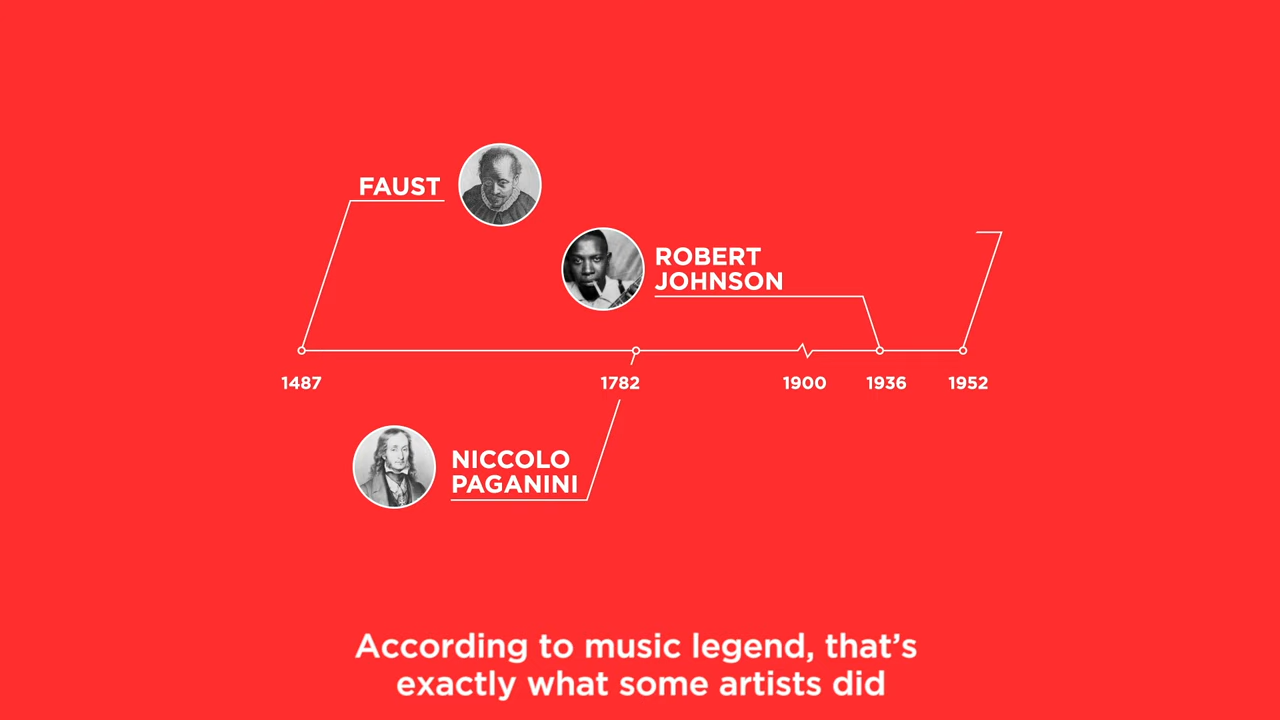 FAUST
ROBERT
JOHNSON
1487
1782
1900
1936
1952
NICCOLO
PAGANINI
According to music legend, that's
exactly what some artists did